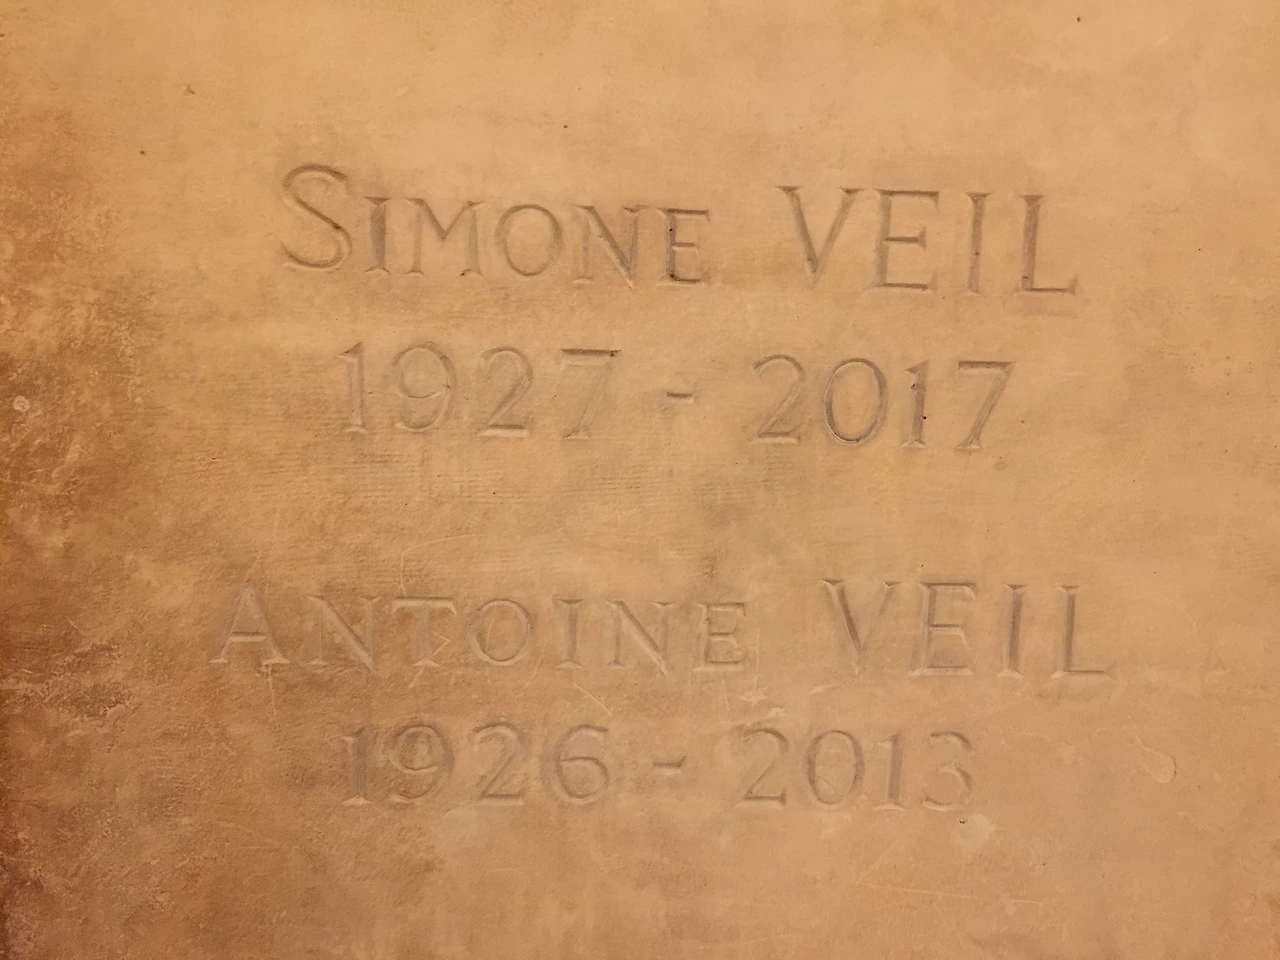 SIMONE VEIL
1927 - 2017
ANTOINE VEIL
1926 - 2013